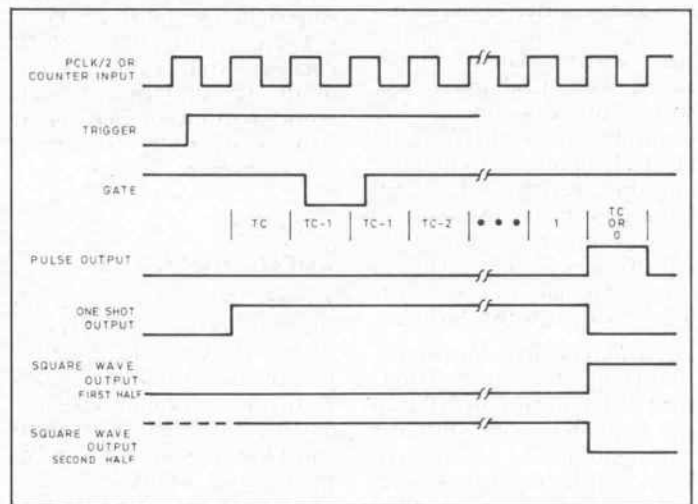 PCLK/2 OR
COUNTER INPUT
TRIGGER
GATE
TC TC-1 TC-1 TC-2 • • • 1 TC
OR
0
PULSE OUTPUT
ONE SHOT
OUTPUT
SQUARE WAVE
OUTPUT
FIRST HALF
SQUARE WAVE
OUTPUT
SECOND HALF